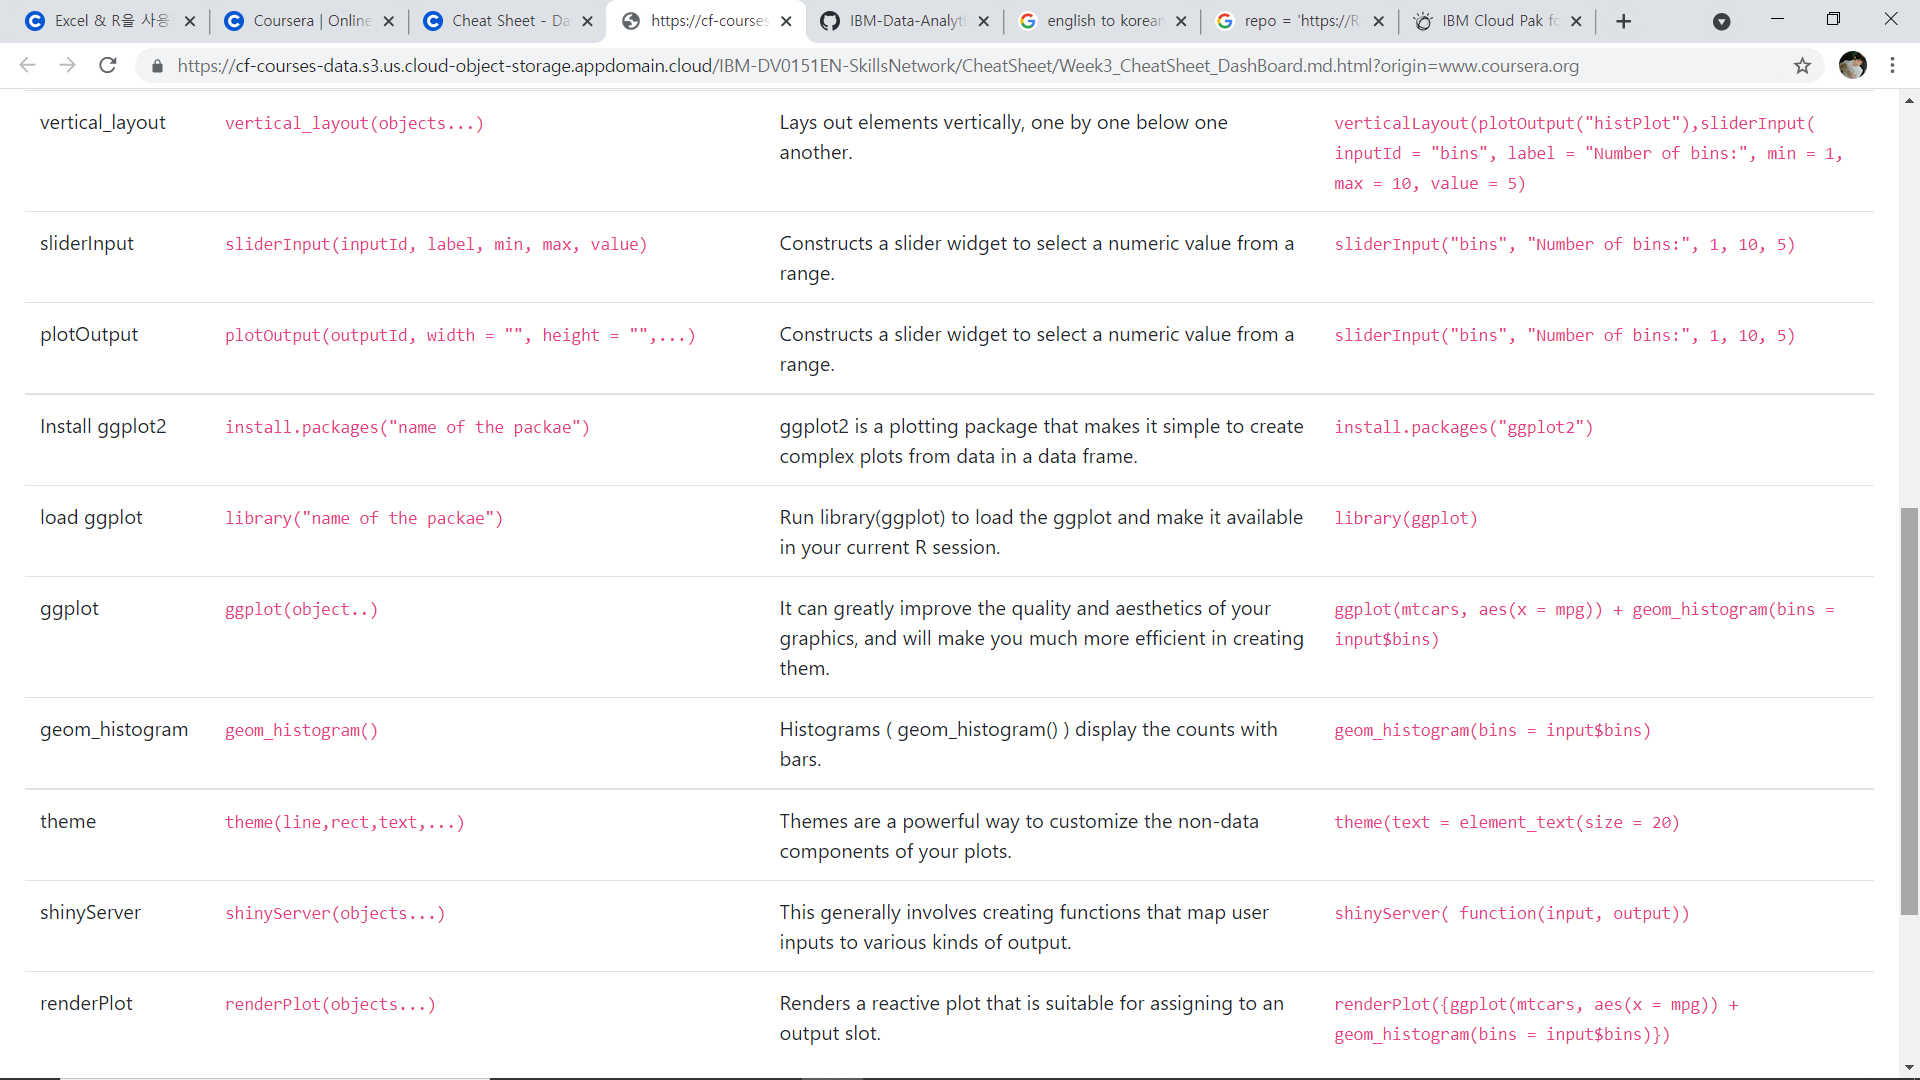 Excel & R을 사용
Coursera | Online
Cheat Sheet - Da
https://cf-courses
IBM-Data-Analyti
english to korean
repo = 'https://R-
IBM Cloud Pak fo
https://cf-courses-data.s3.us.cloud-object-storage.appdomain.cloud/IBM-DV0151EN-SkillsNetwork/CheatSheet/Week3_CheatSheet_DashBoard.md.html?origin=www.coursera.org
vertical_layout
vertical_layout(objects...)
Lays out elements vertically, one by one below one
another.
verticalLayout(plotOutput("histPlot"),sliderInput(
inputId = "bins", label = "Number of bins:", min = 1,
max = 10, value = 5)
sliderInput
sliderInput(inputId, label, min, max, value)
Constructs a slider widget to select a numeric value from a
range.
sliderInput("bins", "Number of bins:", 1, 10, 5)
plotOutput
plotOutput(outputId, width = "", height = "",...)
Constructs a slider widget to select a numeric value from a
range.
sliderInput("bins", "Number of bins:", 1, 10, 5)
Install ggplot2
install.packages("name of the packae")
ggplot2 is a plotting package that makes it simple to create
complex plots from data in a data frame.
install.packages("ggplot2")
load ggplot
library("name of the packae")
Run library(ggplot) to load the ggplot and make it available
in your current R session.
library(ggplot)
ggplot
ggplot(object..)
It can greatly improve the quality and aesthetics of your
graphics, and will make you much more efficient in creating
them.
ggplot(mtcars, aes(x = mpg)) + geom_histogram(bins =
input$bins)
geom_histogram
geom_histogram()
Histograms ( geom_histogram() ) display the counts with
bars.
geom_histogram(bins = input$bins)
theme
theme(line,rect,text,...)
Themes are a powerful way to customize the non-data
components of your plots.
theme(text = element_text(size = 20)
shinyServer
shinyServer(objects...)
This generally involves creating functions that map user
inputs to various kinds of output.
shinyServer( function(input, output))
renderPlot
renderPlot(objects...)
Renders a reactive plot that is suitable for assigning to an
output slot.
renderPlot({ggplot(mtcars, aes(x = mpg)) +
geom_histogram(bins = input$bins)})